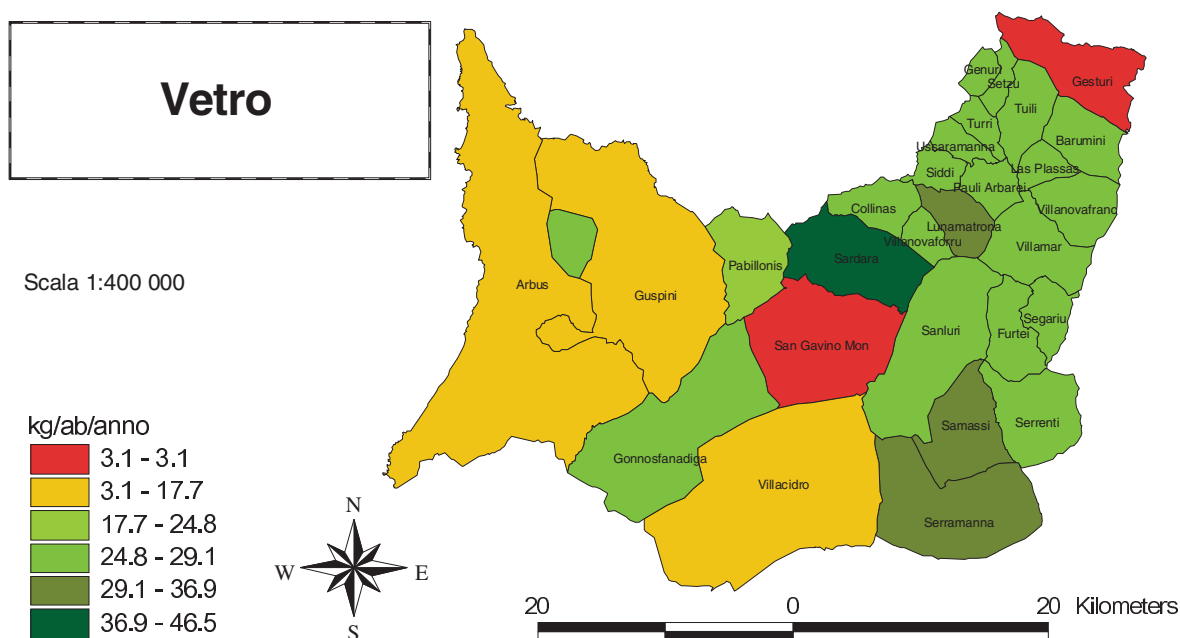 Vetro
Scala 1:400 000
kg/ab/anno
3.1 - 3.1
3.1 - 17.7
17.7 - 24.8
24.8 - 29.1
29.1 - 36.9
36.9 - 46.5
N
W E
S
20 0 20 Kilometers
Gesturi
Genuri
Setzu
Tuili
Turri
Barumini
Uscaramanna
Las Plassas
Siddi
Pauli Arbarei
Villanovafranc
Collinas
Lunamatrona
Villanovaforru
Villamar
Sardara
Pabillonis
Arbus
Guspini
Segariu
Furtei
Sanluri
San Gavino Mon
Samassi
Serrenti
Gonnosfanadiga
Villacidro
Serramanna